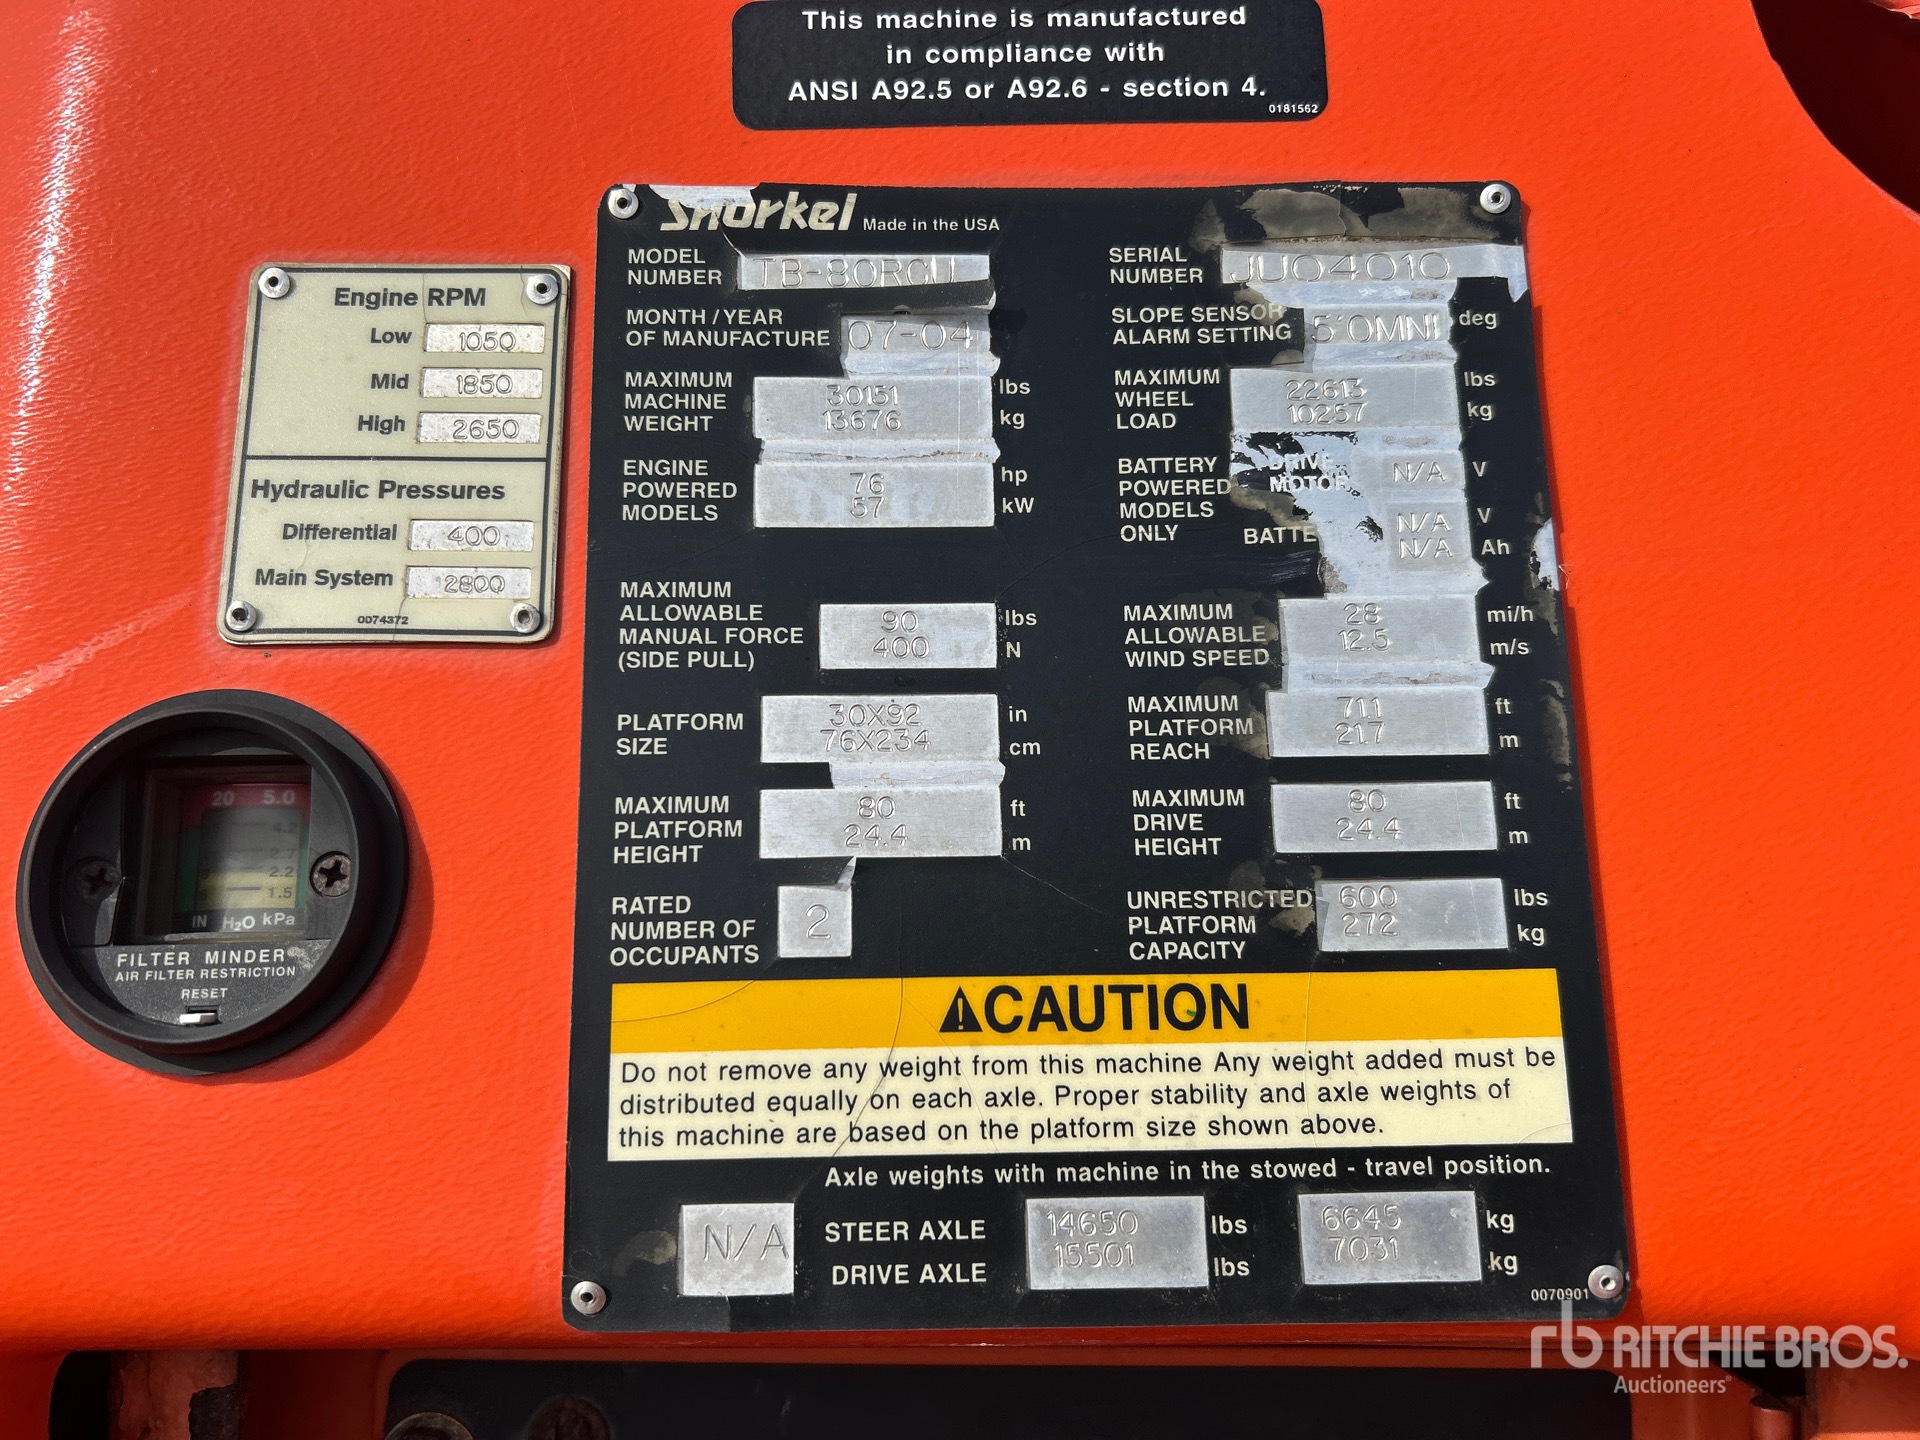 This machine is manufactured
in compliance with
ANSI A92.5 or A92.6 - section 4.
0181562
Engine RPM
Low 1050
Mid 1850
High 2650
Hydraulic Pressures
Differential 400
Main System 2800
0074372
20 5.0
4.2
2.7
2.2
1.5
IN H₂O kPa
FILTER MINDER
AIR FILTER RESTRICTION
RESET
Snorkel Made in the USA
MODEL
NUMBER TB-80RCU
MONTH / YEAR
OF MANUFACTURE 07-04
MAXIMUM
MACHINE
WEIGHT
30151 lbs
13676 kg
ENGINE
POWERED
MODELS
76 hp
57 kW
MAXIMUM
ALLOWABLE
MANUAL FORCE
(SIDE PULL)
90 lbs
400 N
PLATFORM
SIZE
30X92 in
76X234 cm
MAXIMUM
PLATFORM
HEIGHT
80 ft
24.4 m
RATED
NUMBER OF
OCCUPANTS
2
SERIAL
NUMBER JU04010
SLOPE SENSOR
ALARM SETTING 5°OMNI deg
MAXIMUM
WHEEL
LOAD
22613 lbs
10257 kg
BATTERY
POWERED
MODELS
ONLY
DRIVE
MOTOR N/A V
BATTE N/A V
N/A Ah
MAXIMUM
ALLOWABLE
WIND SPEED
28 mi/h
12.5 m/s
MAXIMUM
PLATFORM
REACH
71.1 ft
21.7 m
MAXIMUM
DRIVE
HEIGHT
80 ft
24.4 m
UNRESTRICTED
PLATFORM
CAPACITY
600 lbs
272 kg
CAUTION
Do not remove any weight from this machine Any weight added must be
distributed equally on each axle. Proper stability and axle weights of
this machine are based on the platform size shown above.
Axle weights with machine in the stowed - travel position.
N/A
STEER AXLE 14650 lbs 6645 kg
DRIVE AXLE 15501 lbs 7031 kg
0070901
rb RITCHIE BROS.
Auctioneers